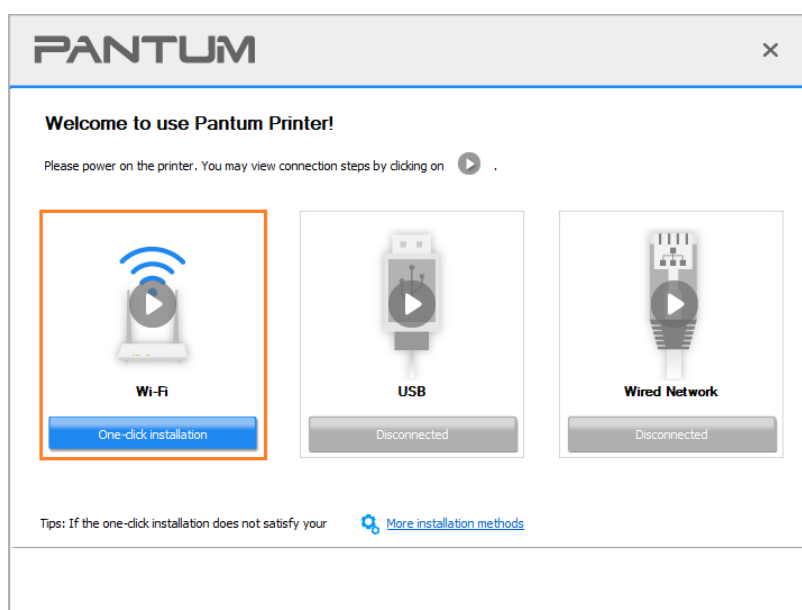 PANTUM
Welcome to use Pantum Printer!
Please power on the printer. You may view connection steps by clicking on .
Wi-Fi
USB
Wired Network
One-click installation
Disconnected
Disconnected
Tips: If the one-click installation does not satisfy your
More installation methods